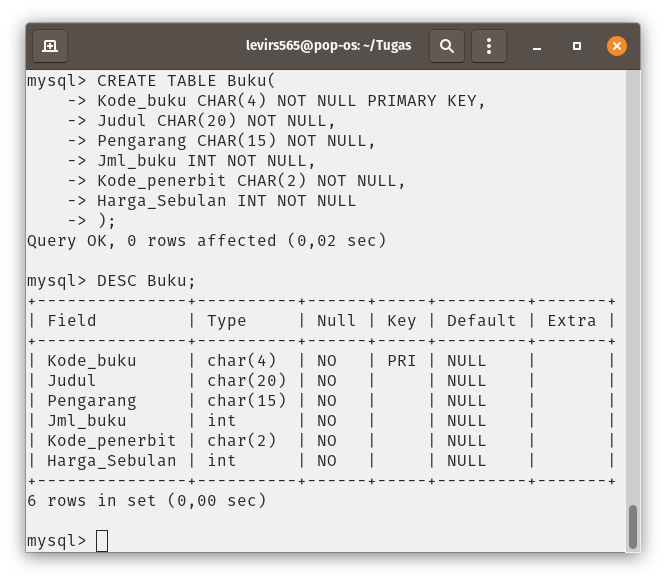 levirs565@pop-os: ~/Tugas
mysql> CREATE TABLE Buku(
    -> Kode_buku CHAR(4) NOT NULL PRIMARY KEY,
    -> Judul CHAR(20) NOT NULL,
    -> Pengarang CHAR(15) NOT NULL,
    -> Jml_buku INT NOT NULL,
    -> Kode_penerbit CHAR(2) NOT NULL,
    -> Harga_Sebulan INT NOT NULL
    -> );
Query OK, 0 rows affected (0,02 sec)

mysql> DESC Buku;
+---------------+----------+------+-----+---------+-------+
| Field         | Type     | Null | Key | Default | Extra |
+---------------+----------+------+-----+---------+-------+
| Kode_buku     | char(4)  | NO   | PRI | NULL    |       |
| Judul         | char(20) | NO   |     | NULL    |       |
| Pengarang     | char(15) | NO   |     | NULL    |       |
| Jml_buku      | int      | NO   |     | NULL    |       |
| Kode_penerbit | char(2)  | NO   |     | NULL    |       |
| Harga_Sebulan | int      | NO   |     | NULL    |       |
+---------------+----------+------+-----+---------+-------+
6 rows in set (0,00 sec)

mysql>